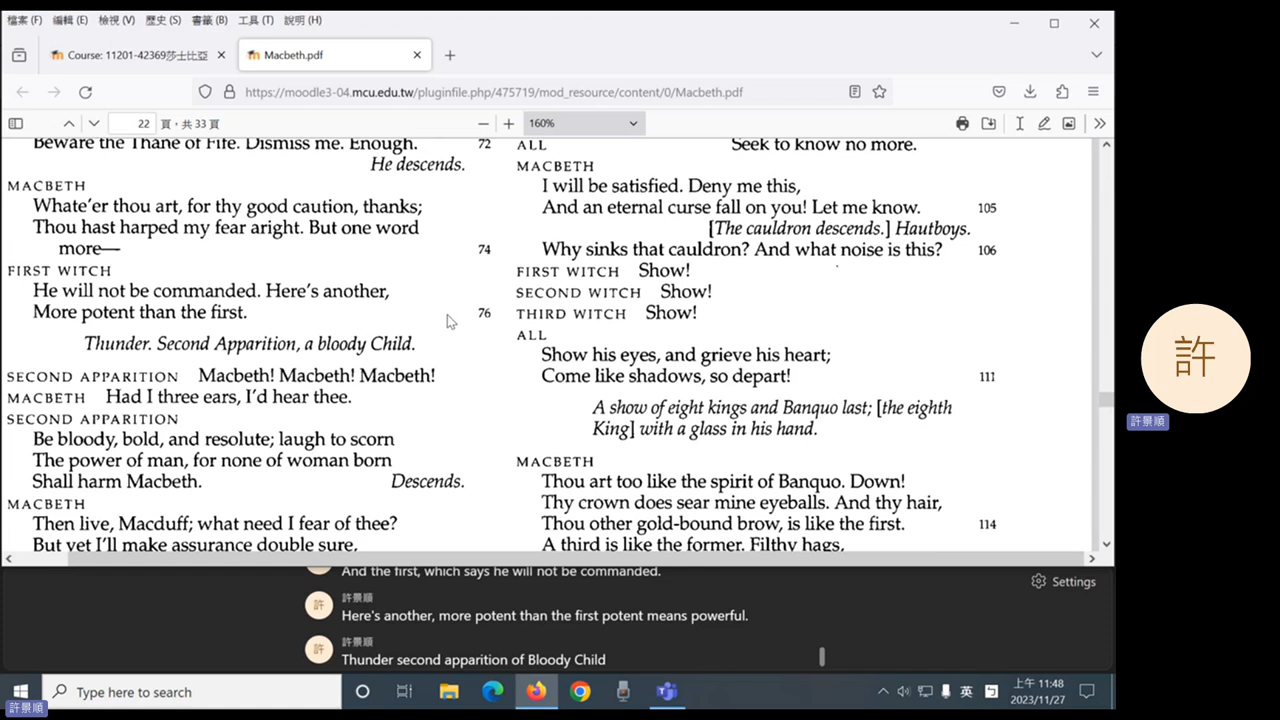 檔案 (F) 編輯 (E) 檢視 (V) 歷史 (S) 書籤 (B) 工具 (T) 說明 (H)
Course: 11201-42369莎士比亞
Macbeth.pdf
https://moodle3-04.mcu.edu.tw/pluginfile.php/475719/mod_resource/content/0/Macbeth.pdf
22 頁，共 33 頁
160%
Beware the Thane of Fife. Dismiss me. Enough. 72
He descends.
MACBETH
Whate'er thou art, for thy good caution, thanks;
Thou hast harped my fear aright. But one word
more— 74
FIRST WITCH
He will not be commanded. Here's another,
More potent than the first. 76
Thunder. Second Apparition, a bloody Child.
SECOND APPARITION Macbeth! Macbeth! Macbeth!
MACBETH Had I three ears, I'd hear thee.
SECOND APPARITION
Be bloody, bold, and resolute; laugh to scorn
The power of man, for none of woman born
Shall harm Macbeth. Descends.
MACBETH
Then live, Macduff; what need I fear of thee?
But yet I'll make assurance double sure,
ALL Seek to know no more.
MACBETH
I will be satisfied. Deny me this,
And an eternal curse fall on you! Let me know. 105
[The cauldron descends.] Hautboys.
Why sinks that cauldron? And what noise is this? 106
FIRST WITCH Show!
SECOND WITCH Show!
THIRD WITCH Show!
ALL
Show his eyes, and grieve his heart;
Come like shadows, so depart! 111
A show of eight kings and Banquo last; [the eighth
King] with a glass in his hand.
MACBETH
Thou art too like the spirit of Banquo. Down!
Thy crown does sear mine eyeballs. And thy hair,
Thou other gold-bound brow, is like the first. 114
A third is like the former. Filthy hags,
許
許景順
And the first, which says he will not be commanded.
Settings
許
許景順
Here's another, more potent than the first potent means powerful.
許
許景順
Thunder second apparition of Bloody Child
Type here to search
英
上午 11:48
2023/11/27
許景順